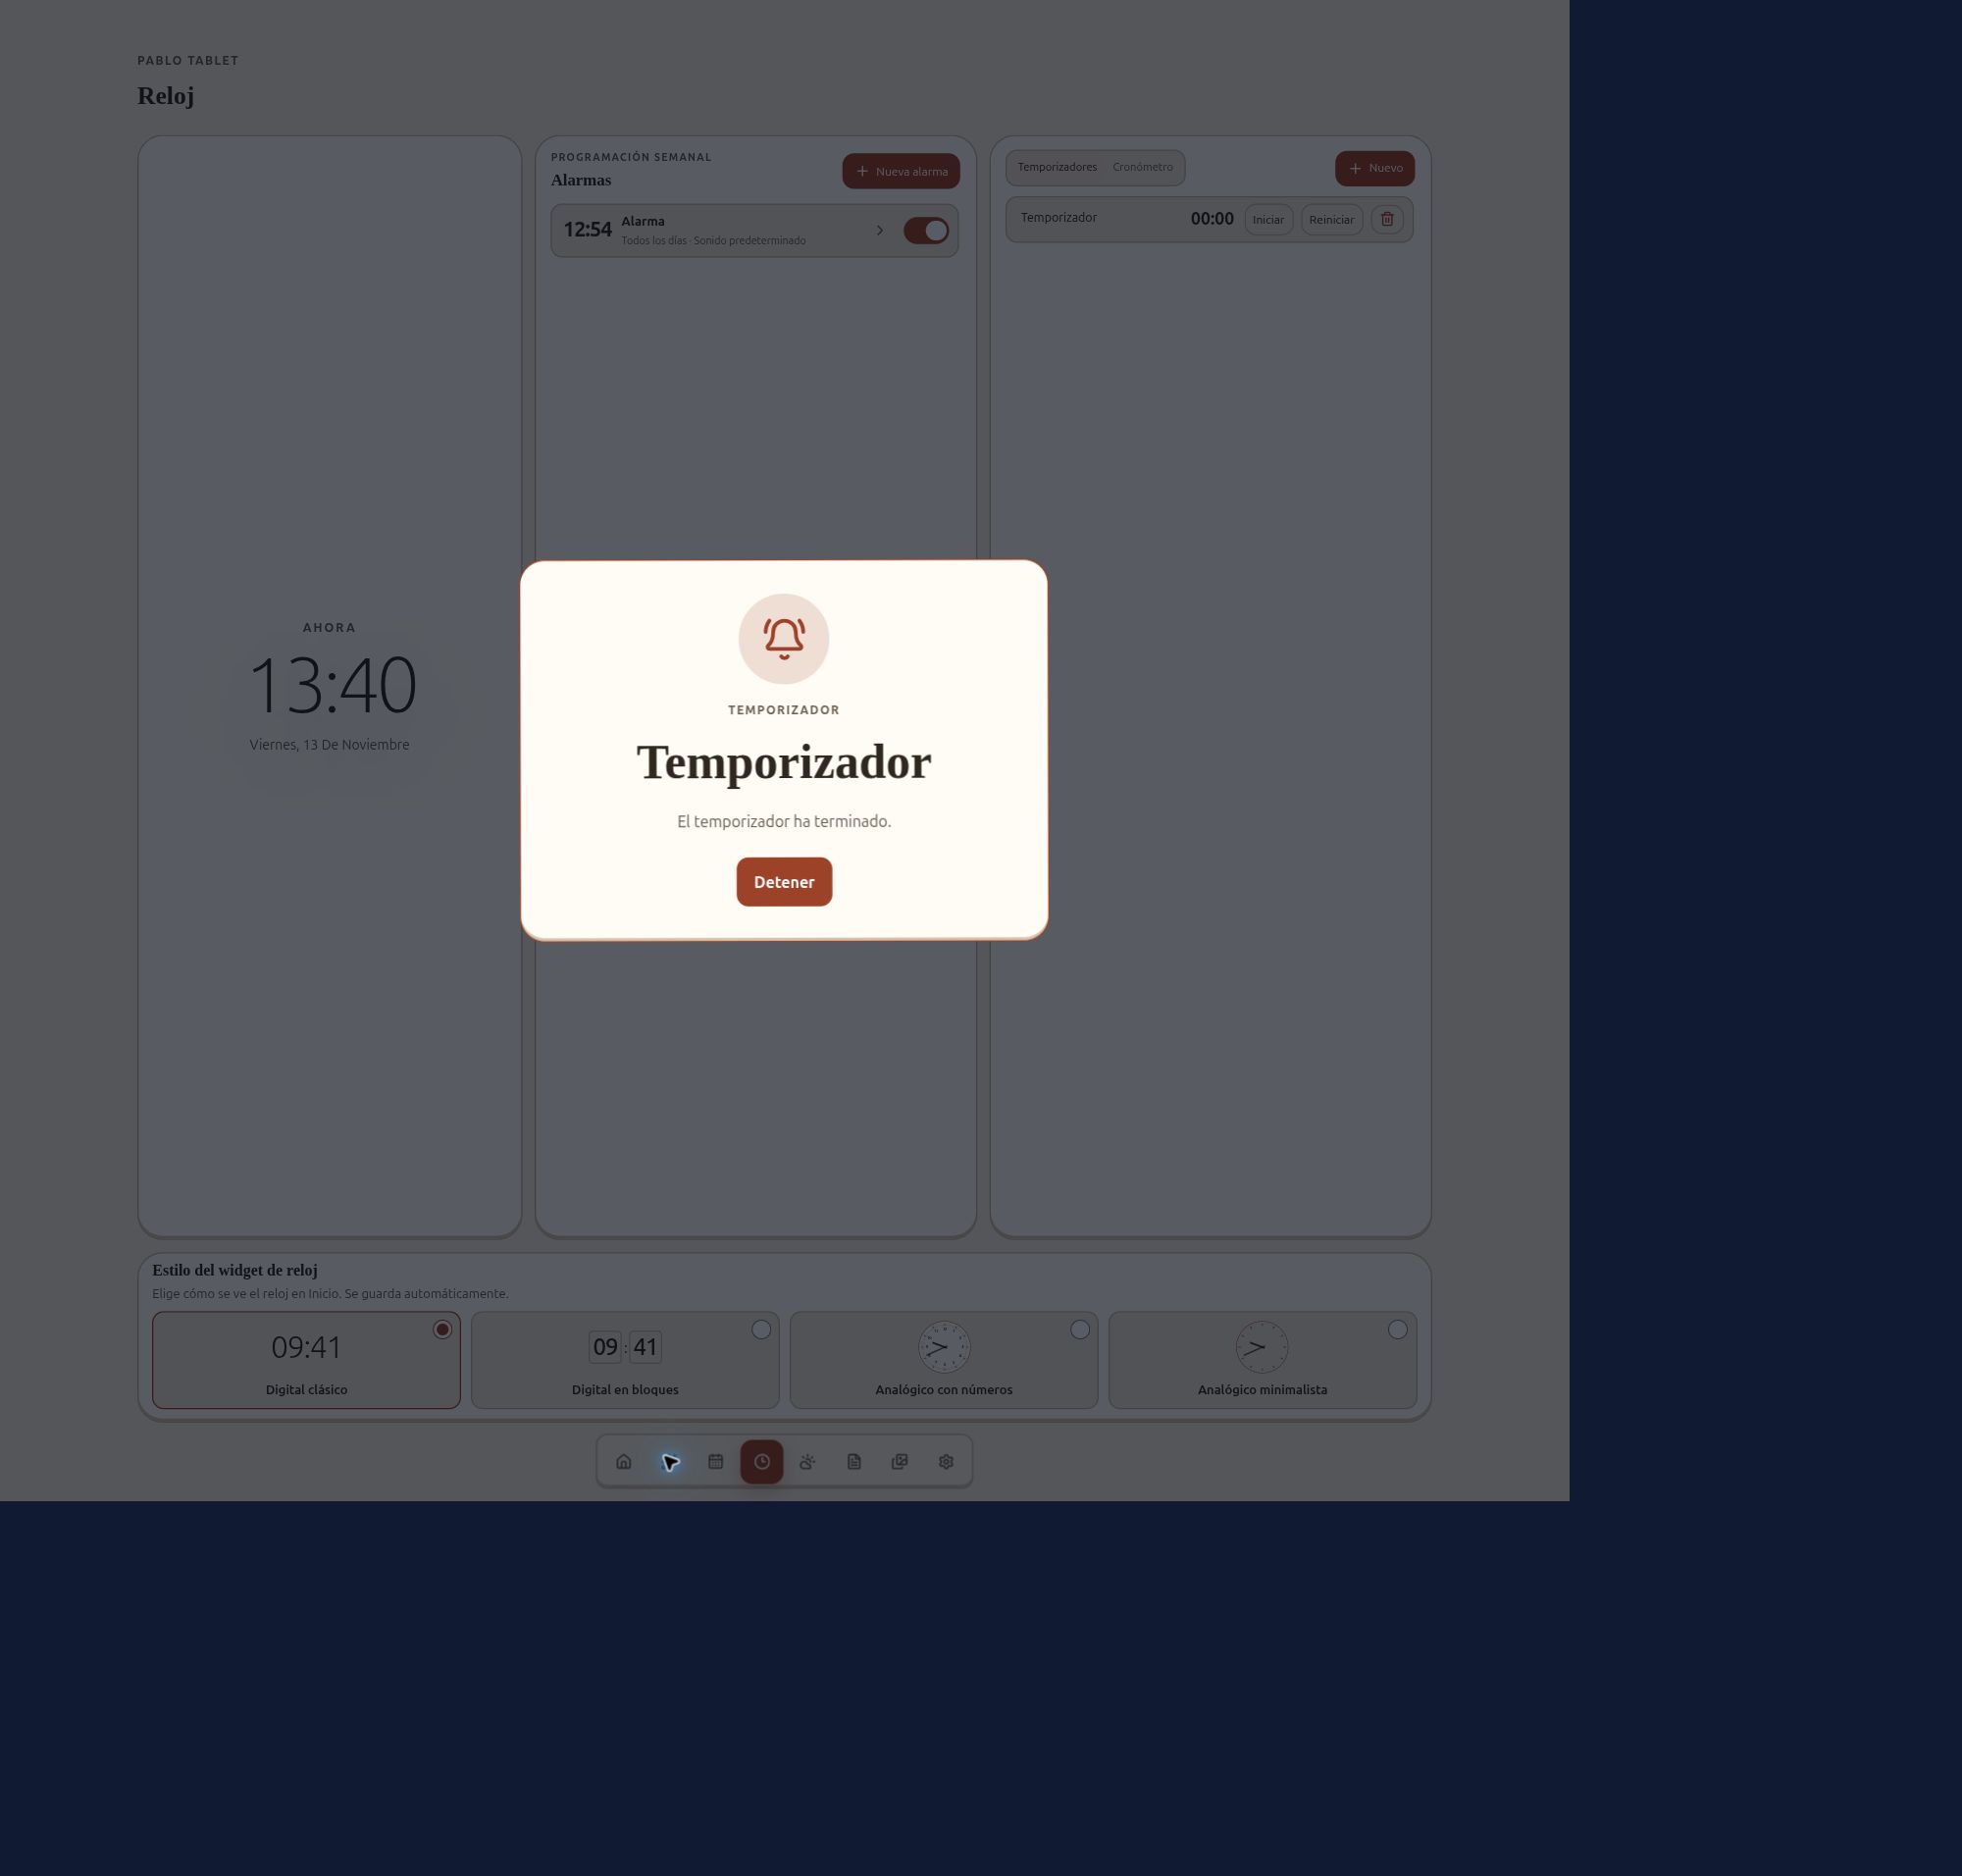 PABLO TABLET
Reloj
AHORA
13:40
Viernes, 13 De Noviembre
PROGRAMACIÓN SEMANAL
Alarmas
Nueva alarma
12:54
Alarma
Todos los días · Sonido predeterminado
Temporizadores
Cronómetro
Nuevo
Temporizador
00:00
Iniciar
Reiniciar
TEMPORIZADOR
Temporizador
El temporizador ha terminado.
Detener
Estilo del widget de reloj
Elige cómo se ve el reloj en Inicio. Se guarda automáticamente.
09:41
Digital clásico
09:41
Digital en bloques
Analógico con números
Analógico minimalista